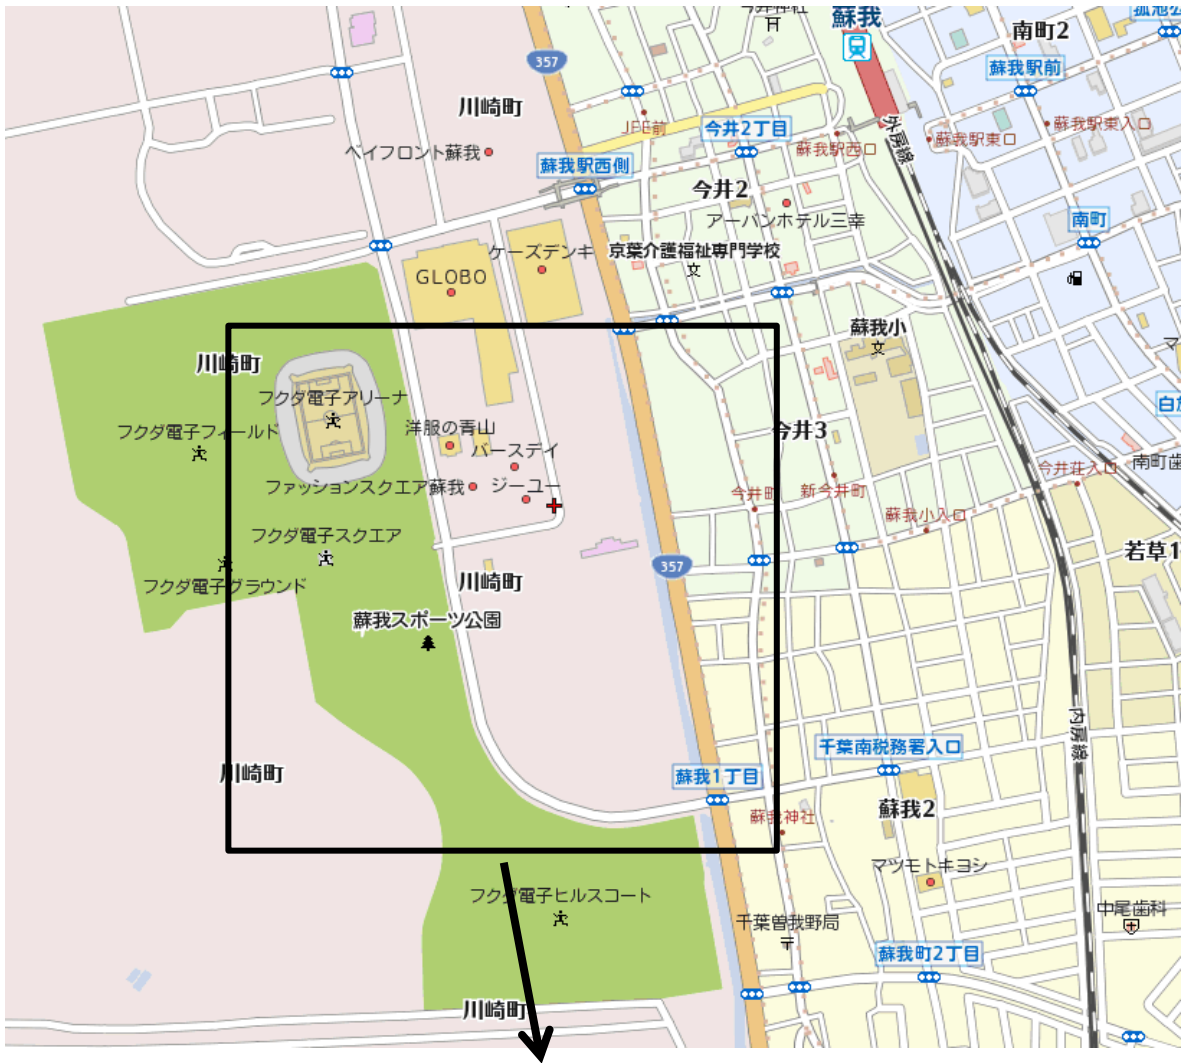 今井神社
蘇我
南町2
孤池公
蘇我駅前
357
川崎町
JFE前
今井2丁目
外房線
蘇我駅東入口
蘇我駅東口
蘇我駅西口
ベイフロント蘇我
蘇我駅西側
今井2
アーバンホテル三幸
南町
ケーズデンキ
京葉介護福祉専門学校
文
GLOBO
蘇我小
文
マ
川崎町
フクダ電子アリーナ
白旗
フクダ電子フィールド
洋服の青山
今井3
バースデイ
今井荘入口
南町歯
ファッションスクエア蘇我
ジーユー
今井町
新今井町
蘇我小入口
フクダ電子スクエア
若草1
357
フクダ電子グラウンド
川崎町
蘇我スポーツ公園
内房線
千葉南税務署入口
川崎町
蘇我1丁目
蘇我2
蘇我神社
マツモトキヨシ
フクダ電子ヒルスコート
千葉曽我野局
〒
中尾歯科
蘇我町2丁目
川崎町